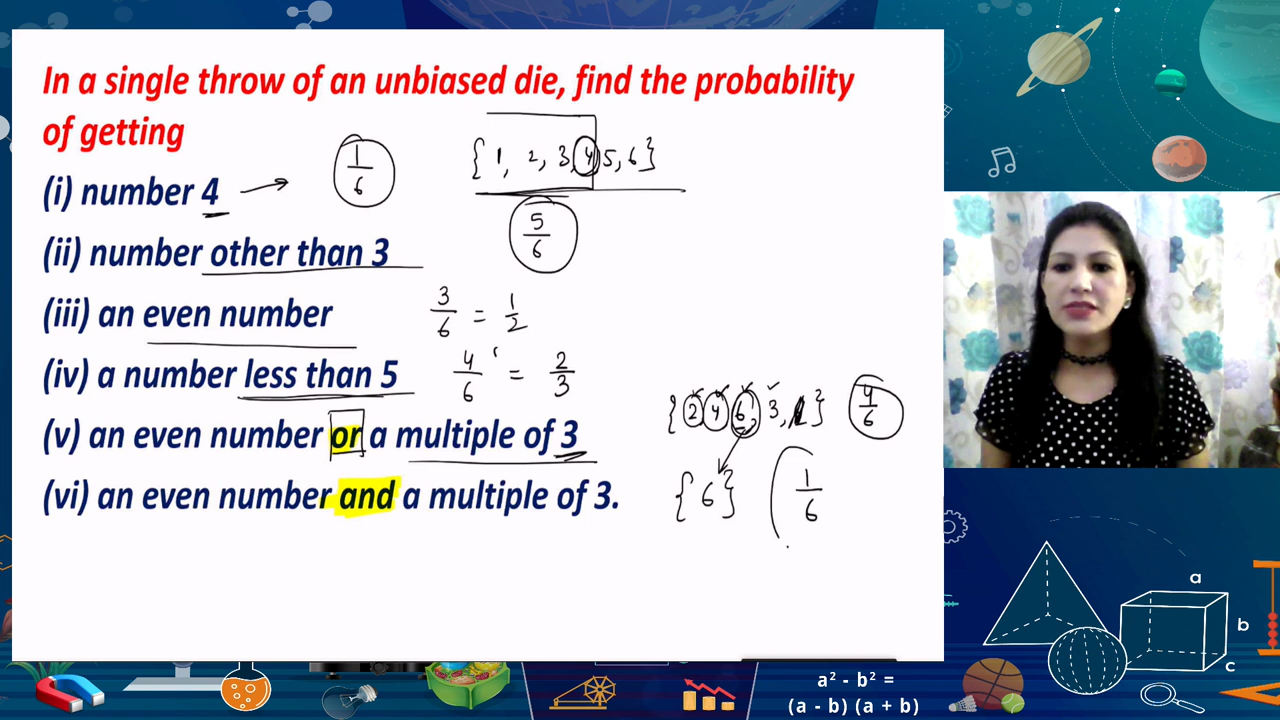 In a single throw of an unbiased die, find the probability
of getting
1/6
{ 1, 2, 3, 4, 5, 6 }
(i) number 4 →
5/6
(ii) number other than 3
(iii) an even number 3/6 = 1/2
(iv) a number less than 5 4/6 = 2/3
{ 2 4 6, 3, } 4/6
(v) an even number or a multiple of 3
(vi) an even number and a multiple of 3.
{ 6 } 1/6
a
b
c
a² - b² =
(a - b) (a + b)